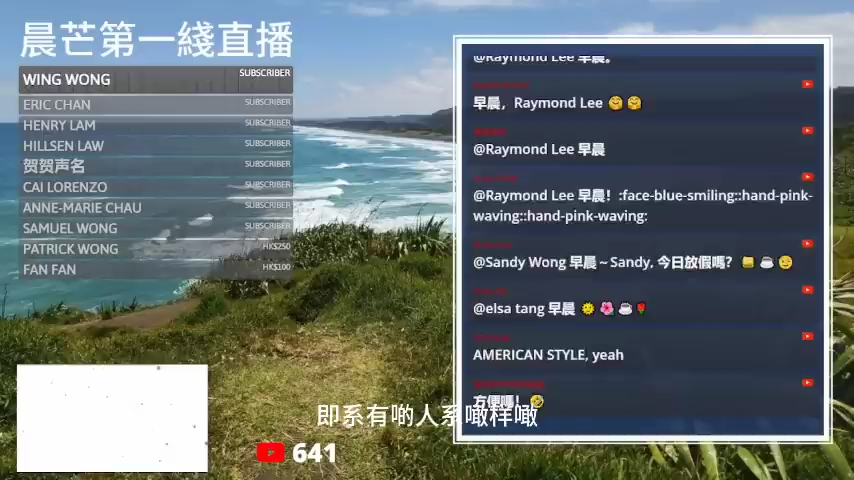 晨芒第一綫直播
WING WONG SUBSCRIBER
ERIC CHAN SUBSCRIBER
HENRY LAM SUBSCRIBER
HILLSEN LAW SUBSCRIBER
贺贺声名 SUBSCRIBER
CAI LORENZO SUBSCRIBER
ANNE-MARIE CHAU SUBSCRIBER
SAMUEL WONG SUBSCRIBER
PATRICK WONG HK$250
FAN FAN HK$100
@Raymond Lee 早晨。
早晨，Raymond Lee 🤗🤗
@Raymond Lee 早晨
@Raymond Lee 早晨！:face-blue-smiling::hand-pink-
waving::hand-pink-waving:
@Sandy Wong 早晨～Sandy, 今日放假嗎？🍞☕😉
@elsa tang 早晨 🌞🌸☕🌹
AMERICAN STYLE, yeah
方便嗎！🤣
即系有啲人系噉样噉
641